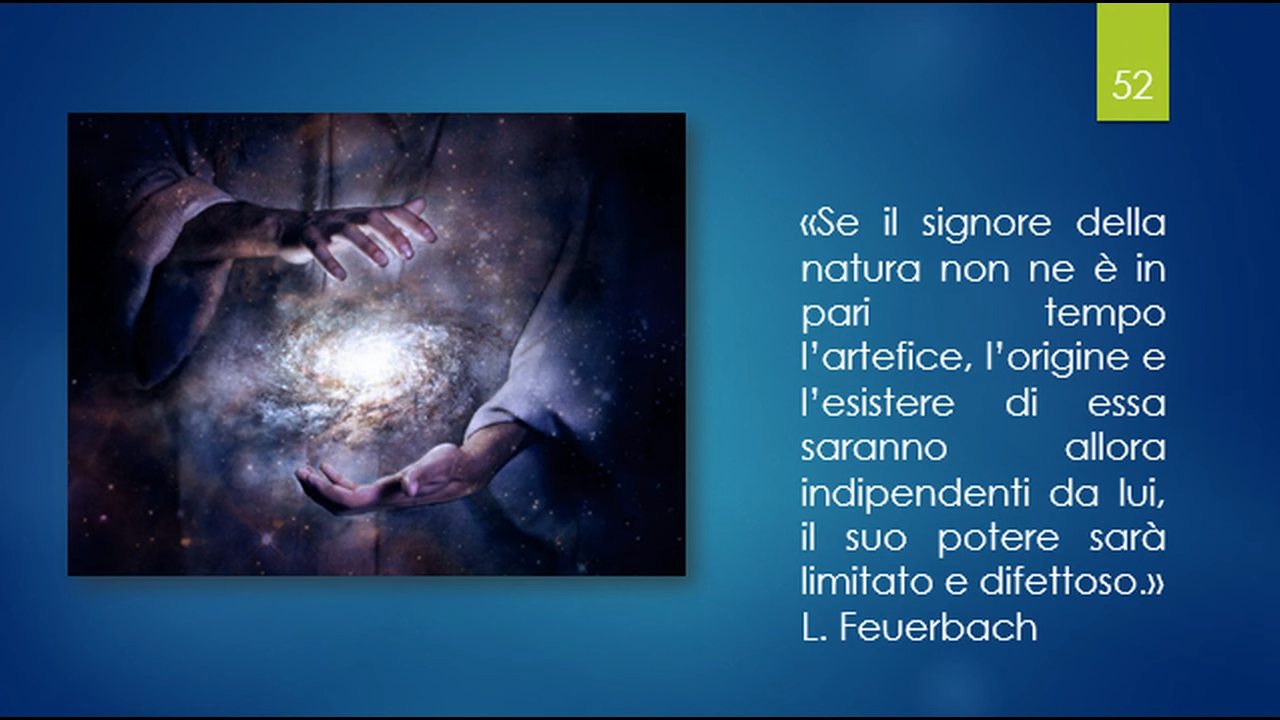 52
«Se il signore della
natura non ne è in
pari tempo
l'artefice, l'origine e
l'esistere di essa
saranno allora
indipendenti da lui,
il suo potere sarà
limitato e difettoso.»
L. Feuerbach